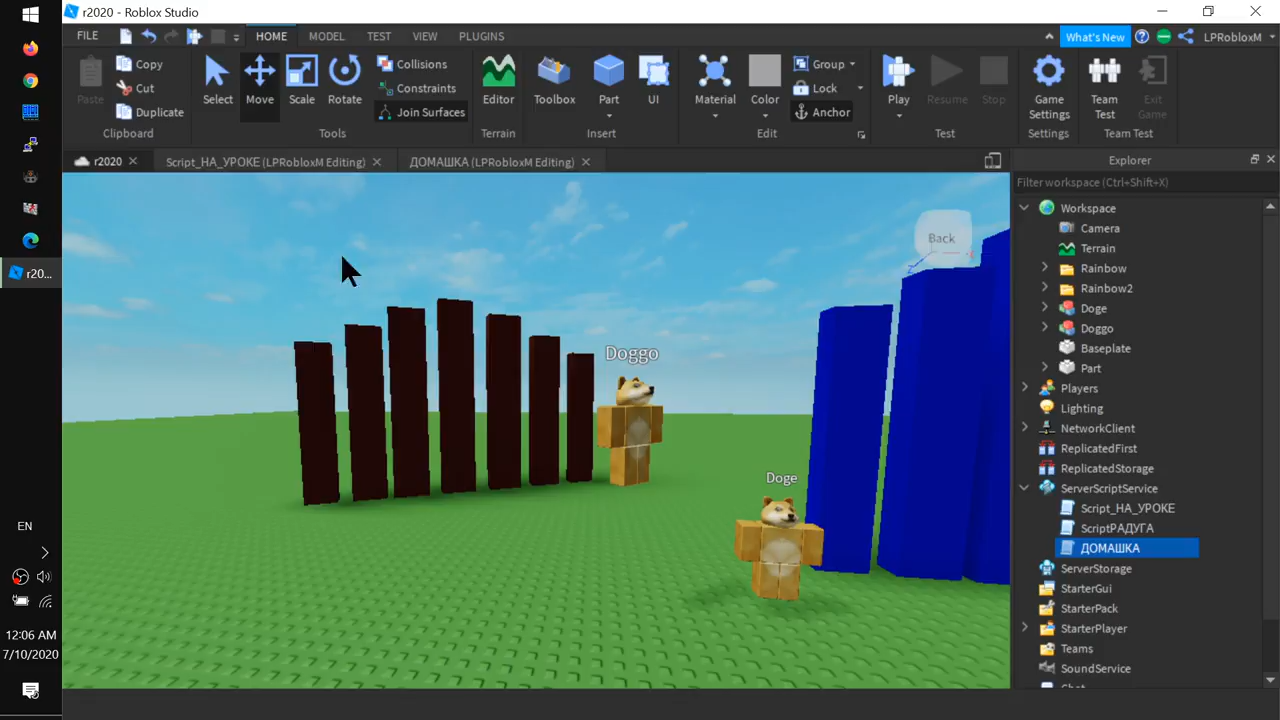 r2020 - Roblox Studio
FILE HOME MODEL TEST VIEW PLUGINS What's New LPRobloxM
Paste Copy Cut Duplicate Select Move Scale Rotate Collisions Constraints Join Surfaces Editor Toolbox Part UI Material Color Group Lock Anchor Play Resume Stop Game Settings Team Test Exit Game
Clipboard Tools Terrain Insert Edit Test Settings Team Test
r2020 Script_НА_УРОКЕ (LPRobloxM Editing) ДОМАШКА (LPRobloxM Editing) Explorer
Filter workspace (Ctrl+Shift+X)
Workspace
Camera
Terrain
Rainbow
Rainbow2
Doge
Doggo
Baseplate
Part
Players
Lighting
NetworkClient
ReplicatedFirst
ReplicatedStorage
ServerScriptService
Script_НА_УРОКЕ
ScriptРАДУГА
ДОМАШКА
ServerStorage
StarterGui
StarterPack
StarterPlayer
Teams
SoundService
Chat
Back
Doggo
Doge
r20...
EN
12:06 AM
7/10/2020